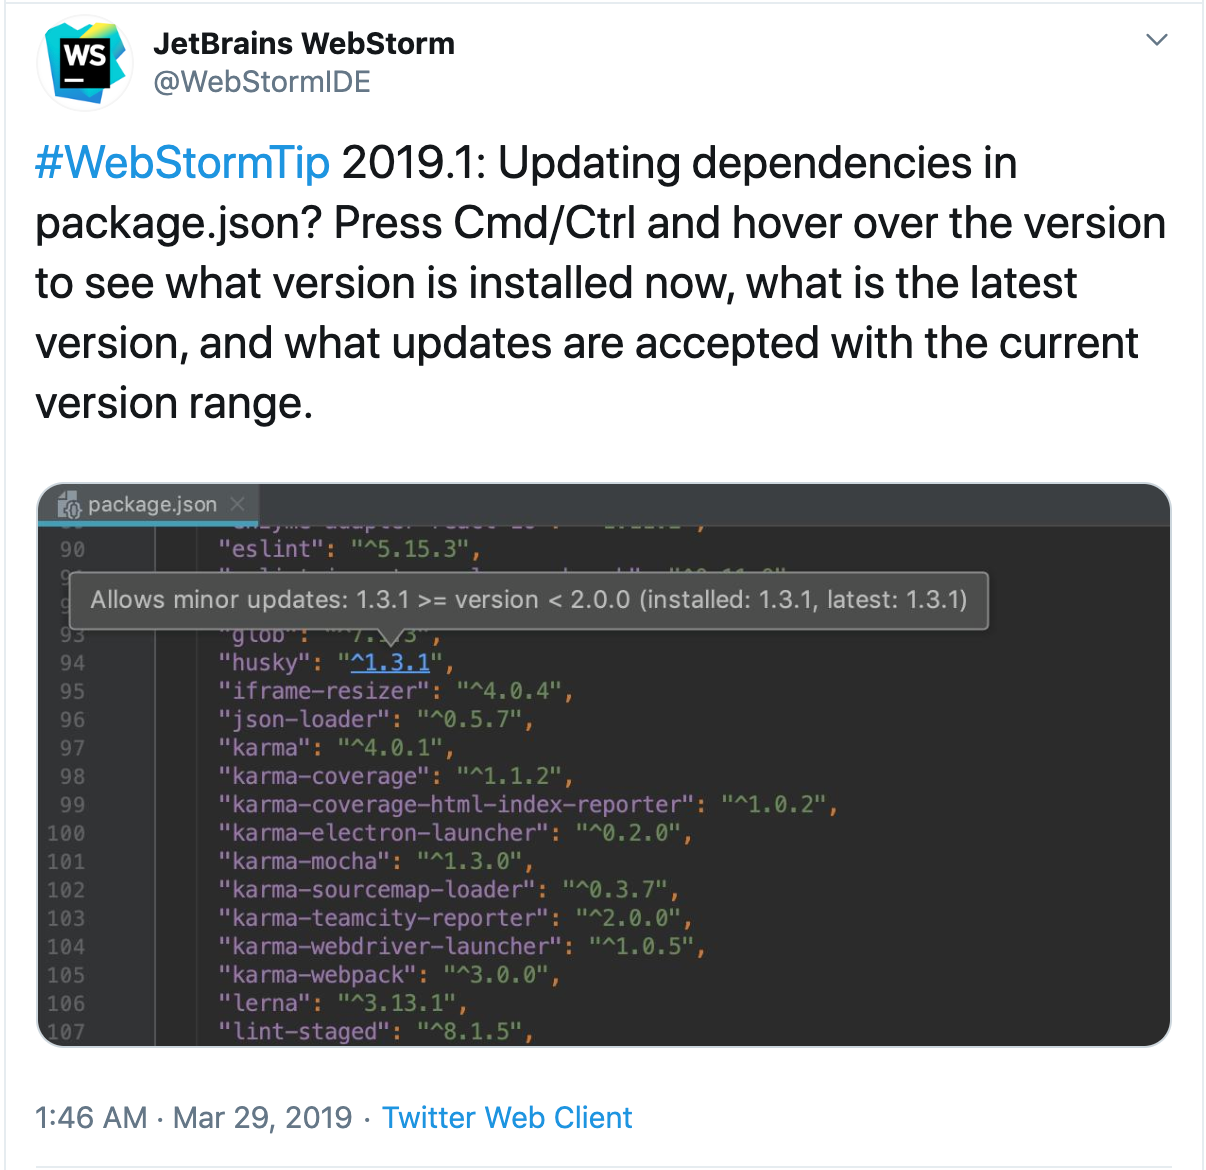 WS
JetBrains WebStorm
@WebStormIDE
#WebStormTip 2019.1: Updating dependencies in
package.json? Press Cmd/Ctrl and hover over the version
to see what version is installed now, what is the latest
version, and what updates are accepted with the current
version range.
package.json
90 "eslint": "^5.15.3",
Allows minor updates: 1.3.1 >= version < 2.0.0 (installed: 1.3.1, latest: 1.3.1)
93 "glob":
94 "husky": "^1.3.1",
95 "iframe-resizer": "^4.0.4",
96 "json-loader": "^0.5.7",
97 "karma": "^4.0.1",
98 "karma-coverage": "^1.1.2",
99 "karma-coverage-html-index-reporter": "^1.0.2",
100 "karma-electron-launcher": "^0.2.0",
101 "karma-mocha": "^1.3.0",
102 "karma-sourcemap-loader": "^0.3.7",
103 "karma-teamcity-reporter": "^2.0.0",
104 "karma-webdriver-launcher": "^1.0.5",
105 "karma-webpack": "^3.0.0",
106 "lerna": "^3.13.1",
107 "lint-staged": "^8.1.5",
1:46 AM · Mar 29, 2019 · Twitter Web Client